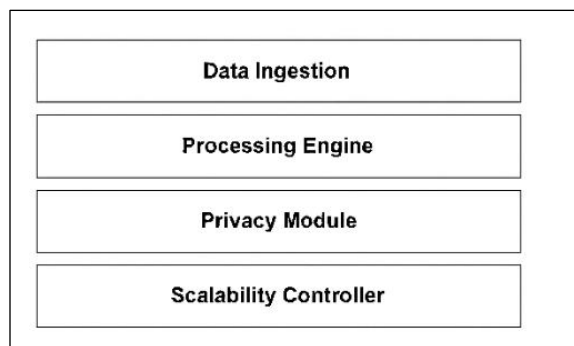 Data Ingestion
Processing Engine
Privacy Module
Scalability Controller